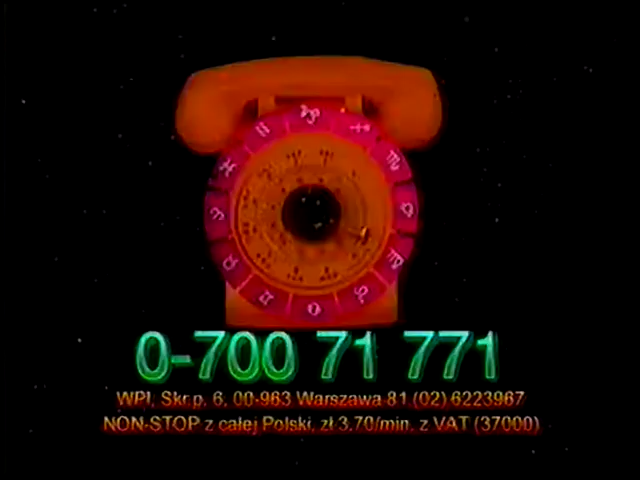 0-700 71 771
WPI, Skr.p. 6, 00-963 Warszawa 81 (02) 6223967
NON-STOP z całej Polski, zł 3,70/min. z VAT (37000)